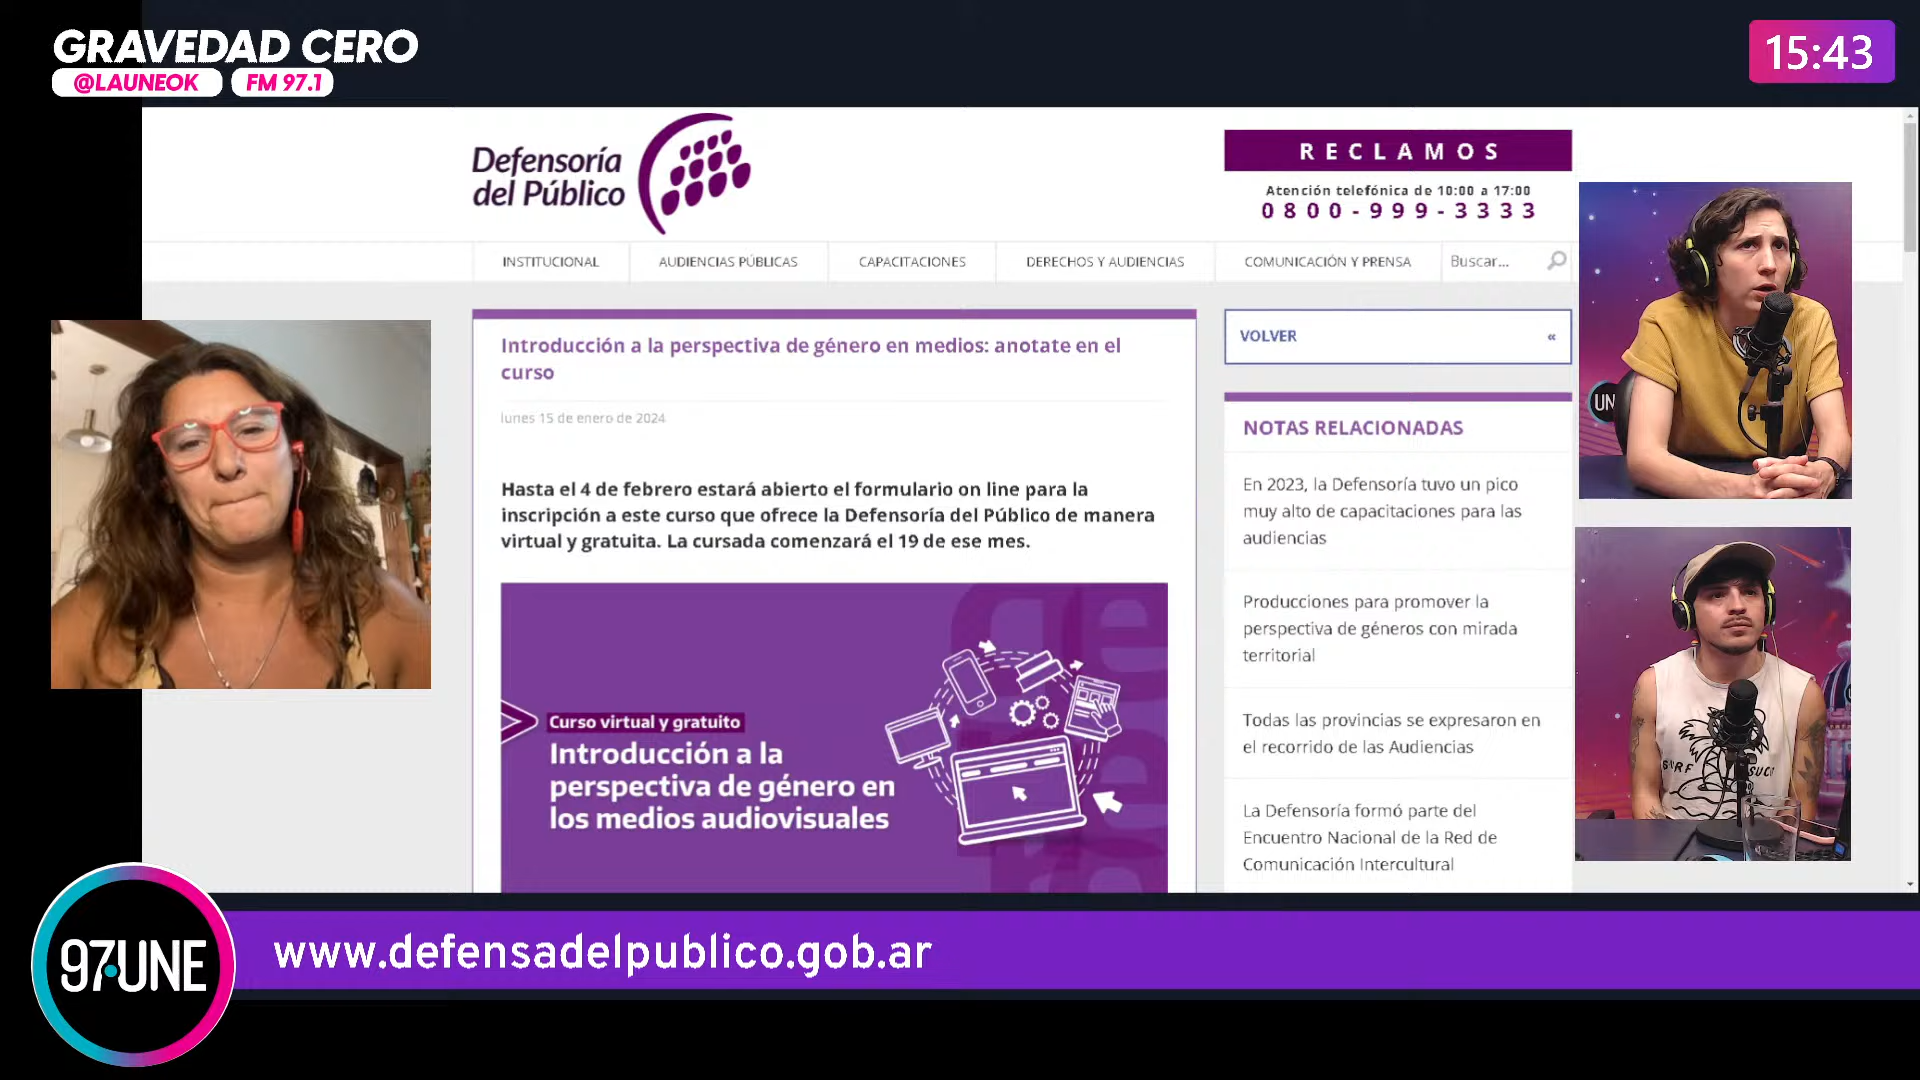 GRAVEDAD CERO
@LAUNEOK FM 97.1
15:43
Defensoría
del Público
RECLAMOS
Atención telefónica de 10:00 a 17:00
0800-999-3333
INSTITUCIONAL
AUDIENCIAS PÚBLICAS
CAPACITACIONES
DERECHOS Y AUDIENCIAS
COMUNICACIÓN Y PRENSA
Buscar...
Introducción a la perspectiva de género en medios: anotate en el
curso
lunes 15 de enero de 2024
Hasta el 4 de febrero estará abierto el formulario on line para la
inscripción a este curso que ofrece la Defensoría del Público de manera
virtual y gratuita. La cursada comenzará el 19 de ese mes.
Curso virtual y gratuito
Introducción a la
perspectiva de género en
los medios audiovisuales
VOLVER «
NOTAS RELACIONADAS
En 2023, la Defensoría tuvo un pico
muy alto de capacitaciones para las
audiencias
Producciones para promover la
perspectiva de géneros con mirada
territorial
Todas las provincias se expresaron en
el recorrido de las Audiencias
La Defensoría formó parte del
Encuentro Nacional de la Red de
Comunicación Intercultural
UN
SURF
97.UNE
www.defensadelpublico.gob.ar